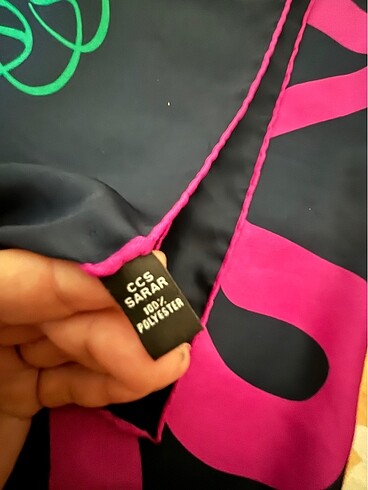 CCS
SARAR
100%
POLYESTER